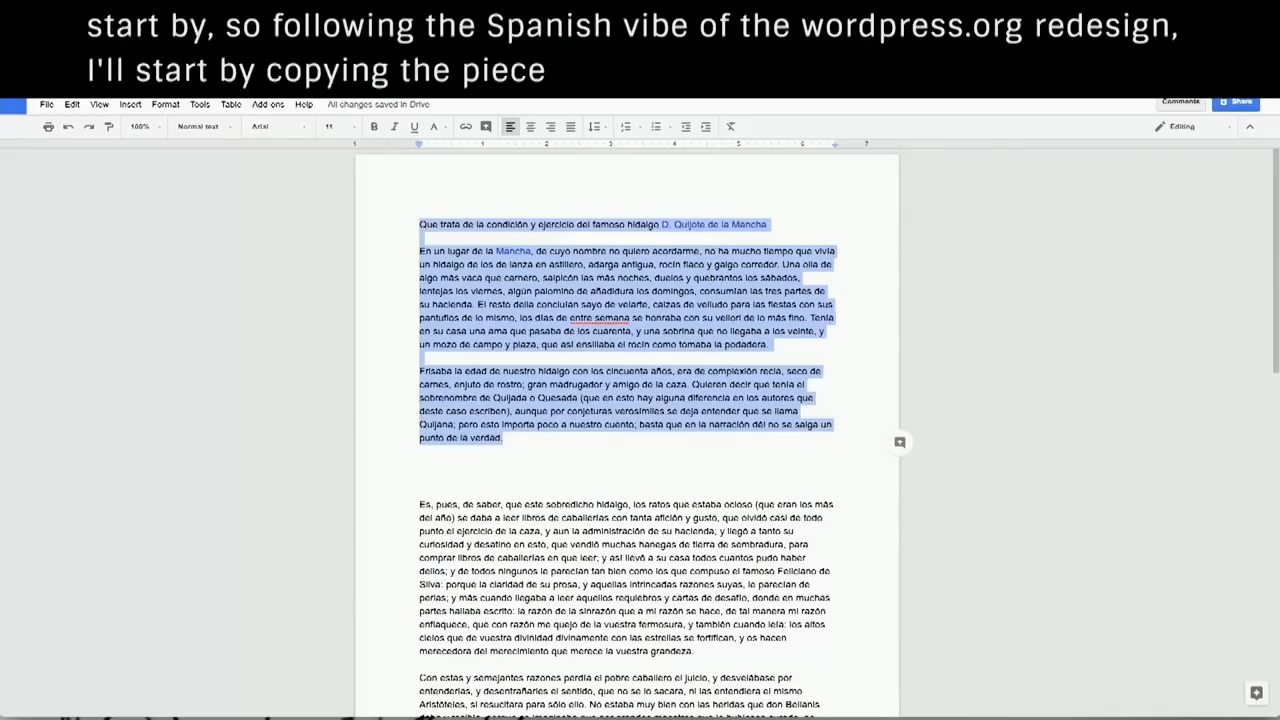 start by, so following the Spanish vibe of the wordpress.org redesign,
I'll start by copying the piece
File Edit View Insert Format Tools Table Add-ons Help All changes saved in Drive Comments Share
100% Normal text Arial 11 B I U A Editing
1 1 2 3 4 5 6 7
Que trata de la condición y ejercicio del famoso hidalgo D. Quijote de la Mancha
En un lugar de la Mancha, de cuyo nombre no quiero acordarme, no ha mucho tiempo que vivía
un hidalgo de los de lanza en astillero, adarga antigua, rocín flaco y galgo corredor. Una olla de
algo más vaca que carnero, salpicón las más noches, duelos y quebrantos los sábados,
lentejas los viernes, algún palomino de añadidura los domingos, consumían las tres partes de
su hacienda. El resto della concluían sayo de velarte, calzas de velludo para las fiestas con sus
pantuflos de lo mismo, los días de entre semana se honraba con su vellori de lo más fino. Tenía
en su casa una ama que pasaba de los cuarenta, y una sobrina que no llegaba a los veinte, y
un mozo de campo y plaza, que así ensillaba el rocín como tomaba la podadera.
Frisaba la edad de nuestro hidalgo con los cincuenta años, era de complexión recia, seco de
carnes, enjuto de rostro; gran madrugador y amigo de la caza. Quieren decir que tenía el
sobrenombre de Quijada o Quesada (que en esto hay alguna diferencia en los autores que
deste caso escriben), aunque por conjeturas verosímiles se deja entender que se llama
Quijana; pero esto importa poco a nuestro cuento; basta que en la narración dél no se salga un
punto de la verdad.
Es, pues, de saber, que este sobredicho hidalgo, los ratos que estaba ocioso (que eran los más
del año) se daba a leer libros de caballerías con tanta afición y gusto, que olvidó casi de todo
punto el ejercicio de la caza, y aun la administración de su hacienda; y llegó a tanto su
curiosidad y desatino en esto, que vendió muchas hanegas de tierra de sembradura, para
comprar libros de caballerías en que leer; y así llevó a su casa todos cuantos pudo haber
dellos; y de todos ningunos le parecían tan bien como los que compuso el famoso Feliciano de
Silva: porque la claridad de su prosa, y aquellas intrincadas razones suyas, le parecían de
perlas; y más cuando llegaba a leer aquellos requiebros y cartas de desafío, donde en muchas
partes hallaba escrito: la razón de la sinrazón que a mi razón se hace, de tal manera mi razón
enflaquece, que con razón me quejo de la vuestra fermosura, y también cuando leía: los altos
cielos que de vuestra divinidad divinamente con las estrellas se fortifican, y os hacen
merecedora del merecimiento que merece la vuestra grandeza.
Con estas y semejantes razones perdía el pobre caballero el juicio, y desvelábase por
entenderlas, y desentrañarles el sentido, que no se lo sacara, ni las entendiera el mismo
Aristóteles, si resucitara para sólo ello. No estaba muy bien con las heridas que don Belianis